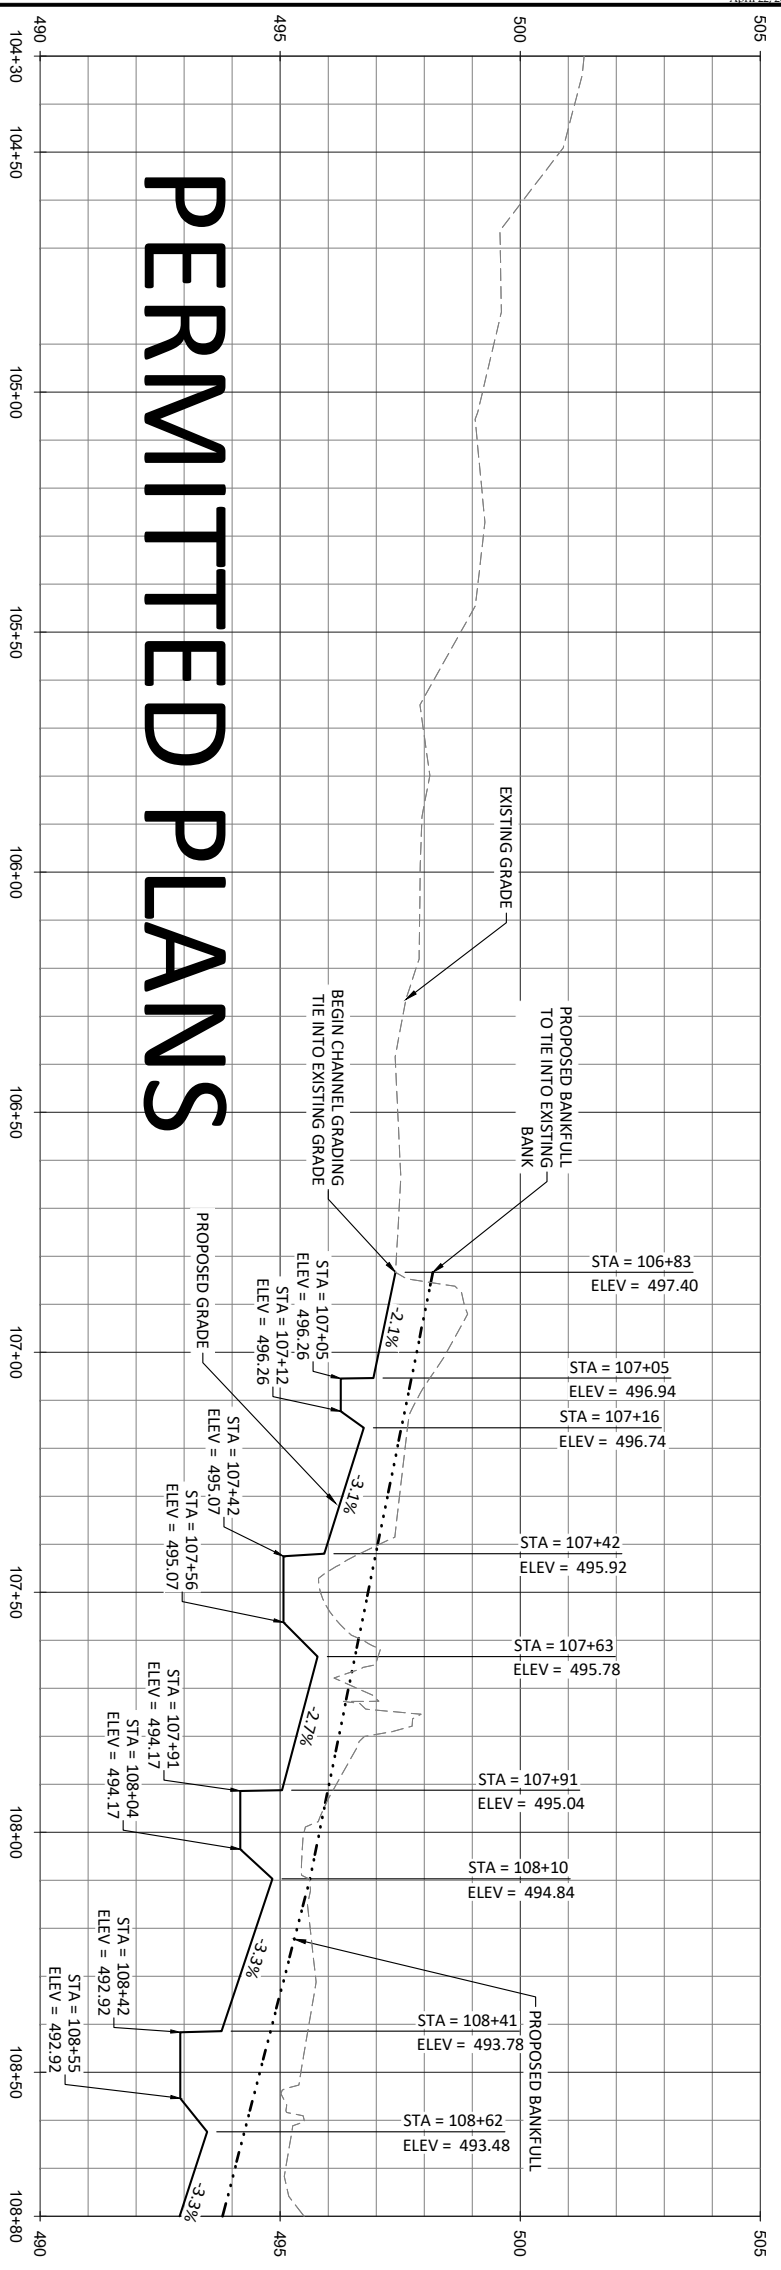 505
500
495
490
505
500
495
490
104+30
104+50
105+00
105+50
106+00
106+50
107+00
107+50
108+00
108+50
108+80
PERMITTED PLANS
EXISTING GRADE
PROPOSED BANKFULL
TO TIE INTO EXISTING
BANK
BEGIN CHANNEL GRADING
TIE INTO EXISTING GRADE
PROPOSED GRADE
PROPOSED BANKFULL
STA = 106+83
ELEV = 497.40
STA = 107+05
ELEV = 496.94
STA = 107+16
ELEV = 496.74
STA = 107+42
ELEV = 495.92
STA = 107+63
ELEV = 495.78
STA = 107+91
ELEV = 495.04
STA = 108+10
ELEV = 494.84
STA = 108+41
ELEV = 493.78
STA = 108+62
ELEV = 493.48
-2.1%
-3.1%
-2.7%
-3.3%
-3.3%
STA = 107+05
ELEV = 496.26
STA = 107+12
ELEV = 496.26
STA = 107+42
ELEV = 495.07
STA = 107+56
ELEV = 495.07
STA = 107+91
ELEV = 494.17
STA = 108+04
ELEV = 494.17
STA = 108+42
ELEV = 492.92
STA = 108+55
ELEV = 492.92